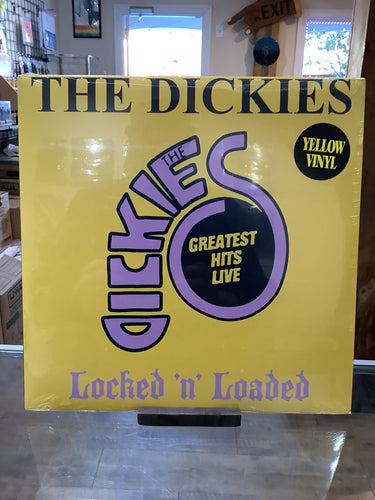 EXIT
THE DICKIES
YELLOW
VINYL
THE
DICKIES
GREATEST
HITS
LIVE
Locked 'n' Loaded